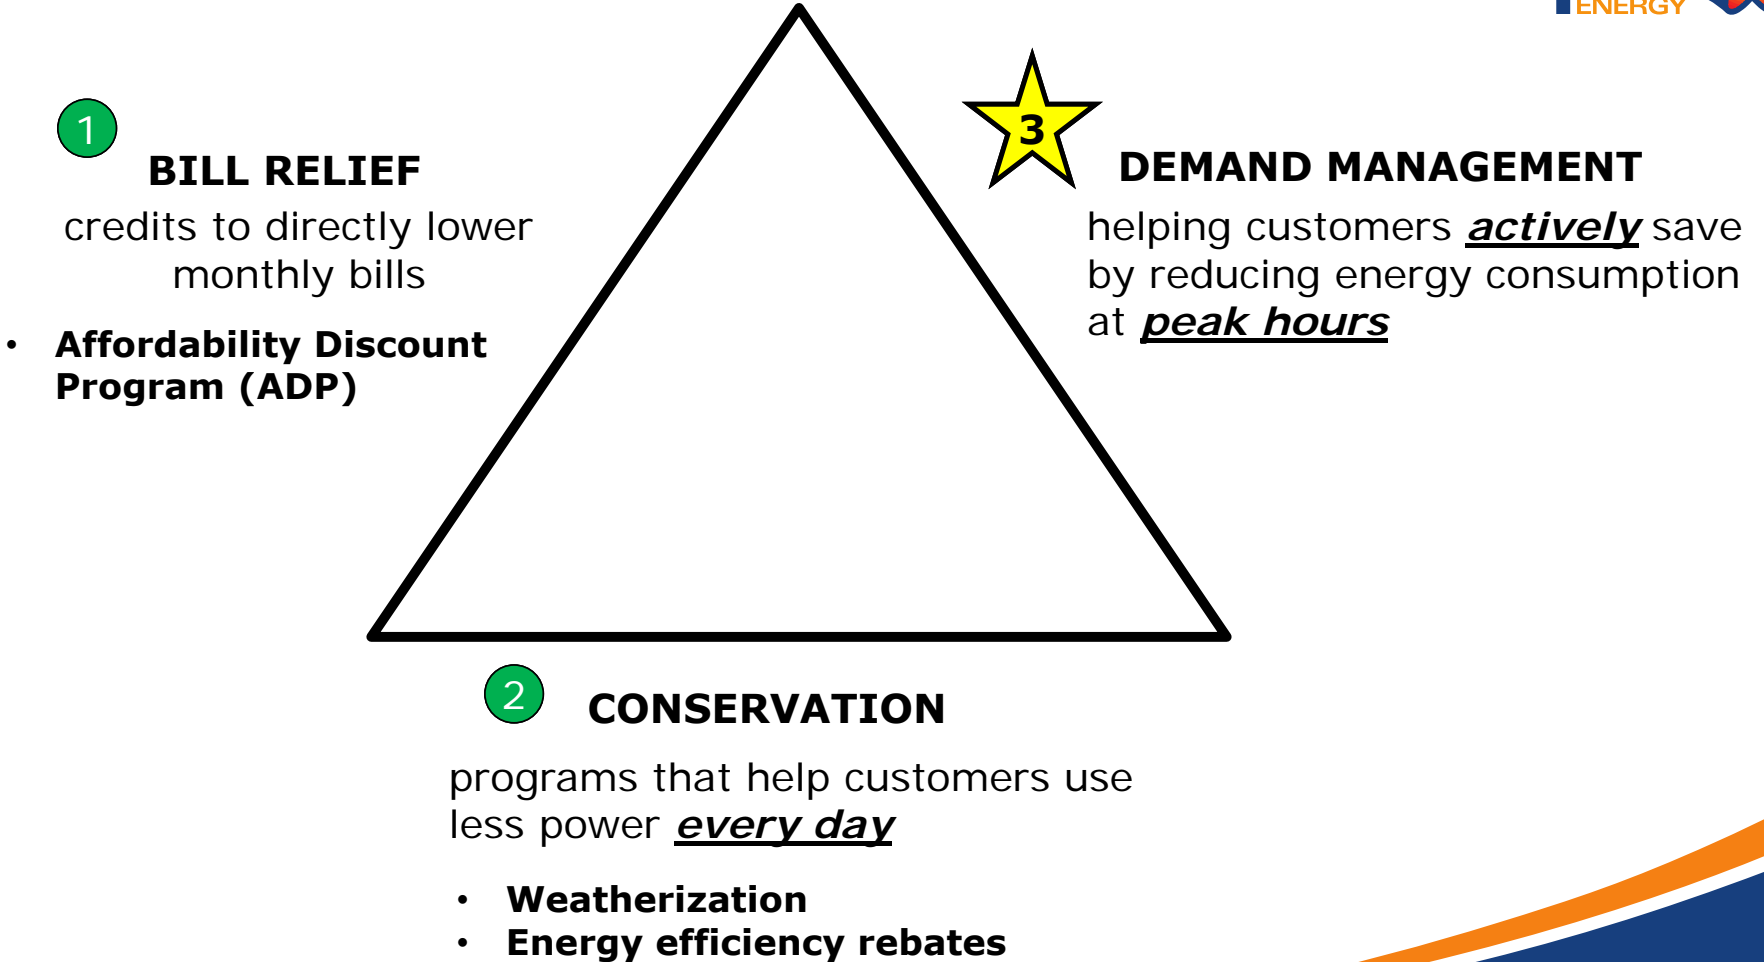 ENERGY
1
BILL RELIEF
credits to directly lower
monthly bills
• Affordability Discount
Program (ADP)
3
DEMAND MANAGEMENT
helping customers actively save
by reducing energy consumption
at peak hours
2
CONSERVATION
programs that help customers use
less power every day
• Weatherization
• Energy efficiency rebates